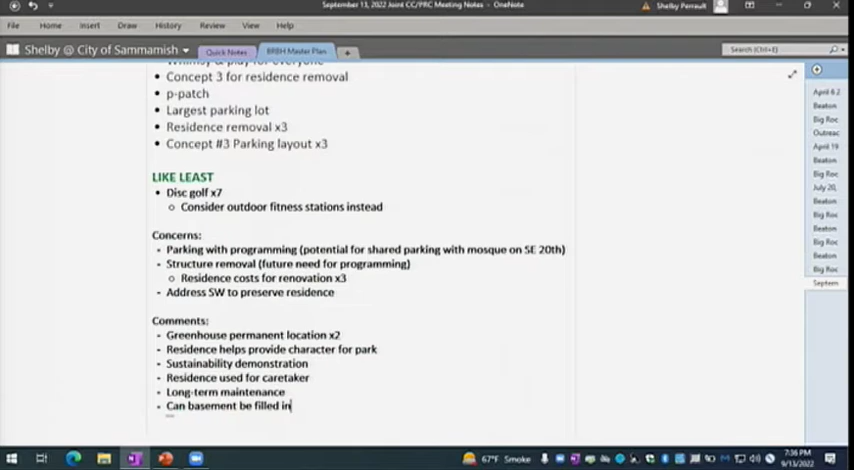 September 13, 2022 Joint CC/PRC Meeting Notes - OneNote
Shelby Perrault
File Home Insert Draw History Review View Help
Shelby @ City of Sammamish
Quick Notes
BRBH Master Plan
Search (Ctrl+E)
Whimsy & play for everyone
• Concept 3 for residence removal
• p-patch
• Largest parking lot
• Residence removal x3
• Concept #3 Parking layout x3
LIKE LEAST
• Disc golf x7
o Consider outdoor fitness stations instead
Concerns:
- Parking with programming (potential for shared parking with mosque on SE 20th)
- Structure removal (future need for programming)
o Residence costs for renovation x3
- Address SW to preserve residence
Comments:
- Greenhouse permanent location x2
- Residence helps provide character for park
- Sustainability demonstration
- Residence used for caretaker
- Long-term maintenance
- Can basement be filled in
April 6 2
Beaton
Big Roc
Outreac
April 19
Beaton
Big Roc
July 20,
Beaton
Big Roc
Beaton
Big Roc
Beaton
Big Roc
Septem
67°F Smoke
7:36 PM
9/13/2022